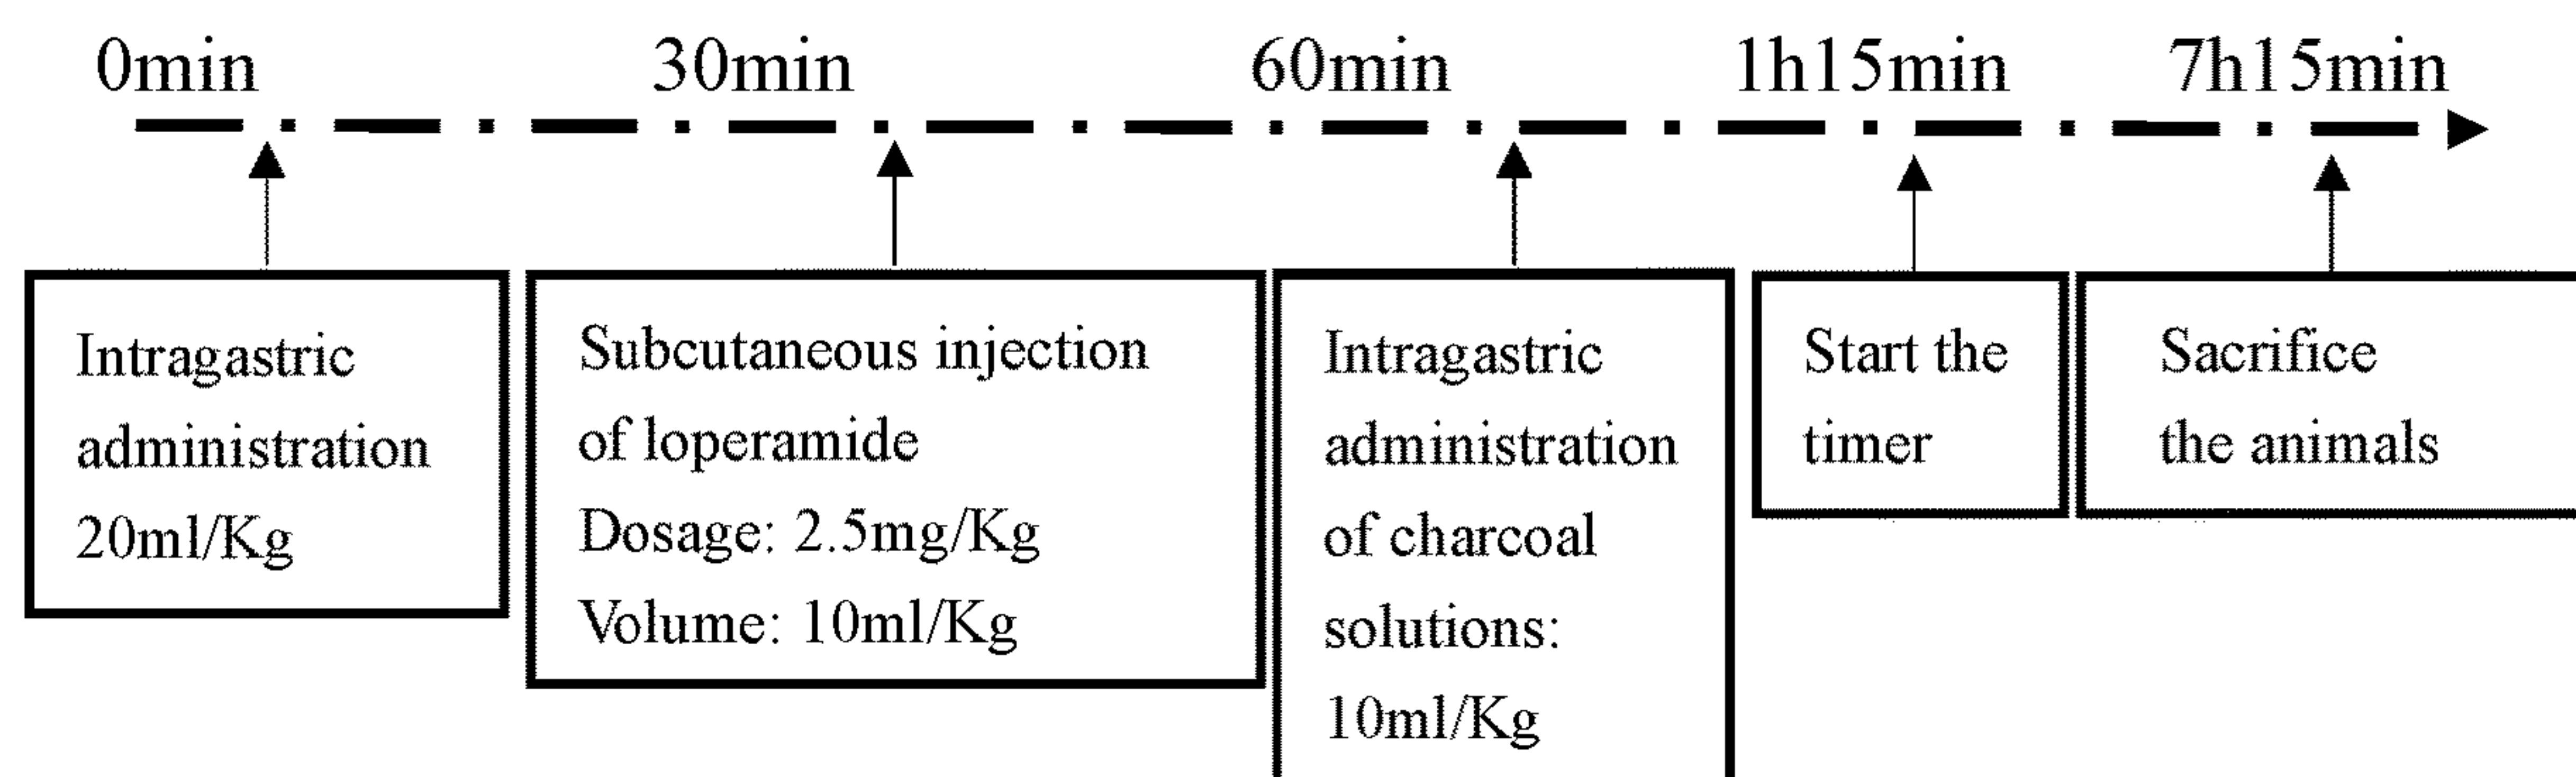 0min 30min 60min 1h15min 7h15min
Intragastric
administration
20ml/Kg
Subcutaneous injection
of loperamide
Dosage: 2.5mg/Kg
Volume: 10ml/Kg
Intragastric
administration
of charcoal
solutions:
10ml/Kg
Start the
timer
Sacrifice
the animals